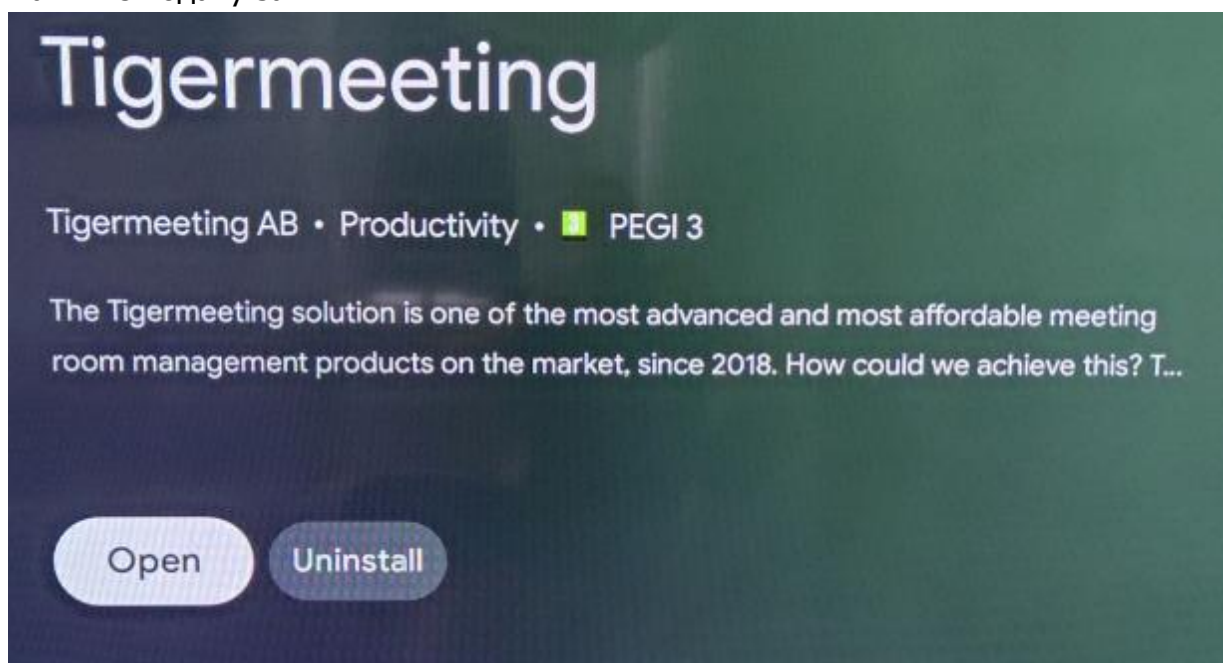 Tigermeeting
Tigermeeting AB • Productivity • 3 PEGI 3
The Tigermeeting solution is one of the most advanced and most affordable meeting
room management products on the market, since 2018. How could we achieve this? T...
Open
Uninstall